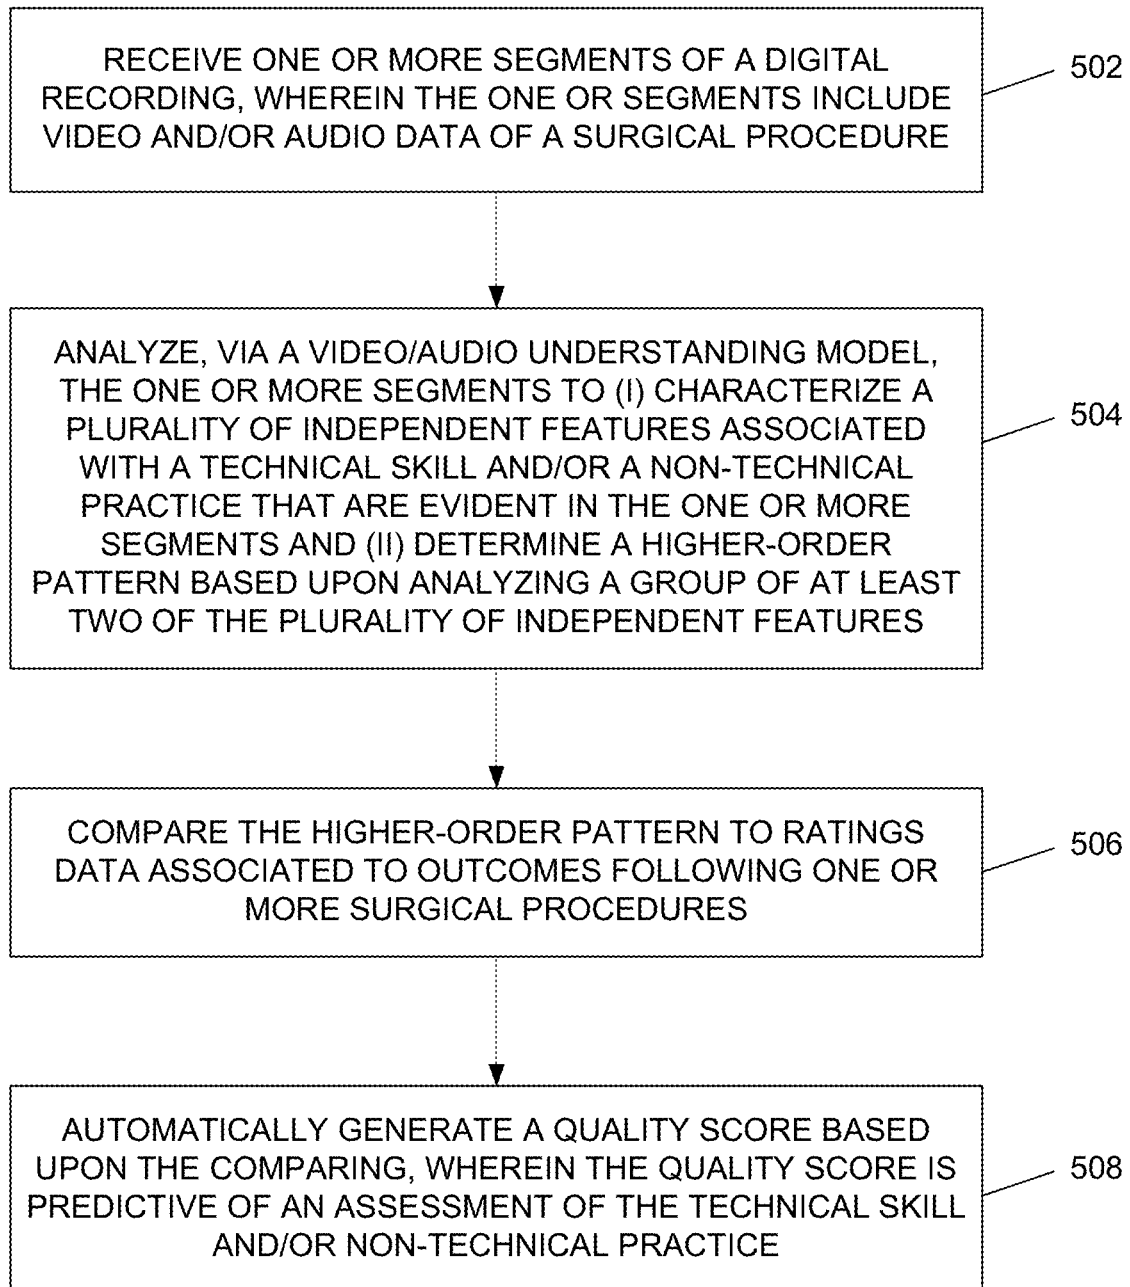 RECEIVE ONE OR MORE SEGMENTS OF A DIGITAL
RECORDING, WHEREIN THE ONE OR SEGMENTS INCLUDE
VIDEO AND/OR AUDIO DATA OF A SURGICAL PROCEDURE
502
ANALYZE, VIA A VIDEO/AUDIO UNDERSTANDING MODEL,
THE ONE OR MORE SEGMENTS TO (I) CHARACTERIZE A
PLURALITY OF INDEPENDENT FEATURES ASSOCIATED
WITH A TECHNICAL SKILL AND/OR A NON-TECHNICAL
PRACTICE THAT ARE EVIDENT IN THE ONE OR MORE
SEGMENTS AND (II) DETERMINE A HIGHER-ORDER
PATTERN BASED UPON ANALYZING A GROUP OF AT LEAST
TWO OF THE PLURALITY OF INDEPENDENT FEATURES
504
COMPARE THE HIGHER-ORDER PATTERN TO RATINGS
DATA ASSOCIATED TO OUTCOMES FOLLOWING ONE OR
MORE SURGICAL PROCEDURES
506
AUTOMATICALLY GENERATE A QUALITY SCORE BASED
UPON THE COMPARING, WHEREIN THE QUALITY SCORE IS
PREDICTIVE OF AN ASSESSMENT OF THE TECHNICAL SKILL
AND/OR NON-TECHNICAL PRACTICE
508